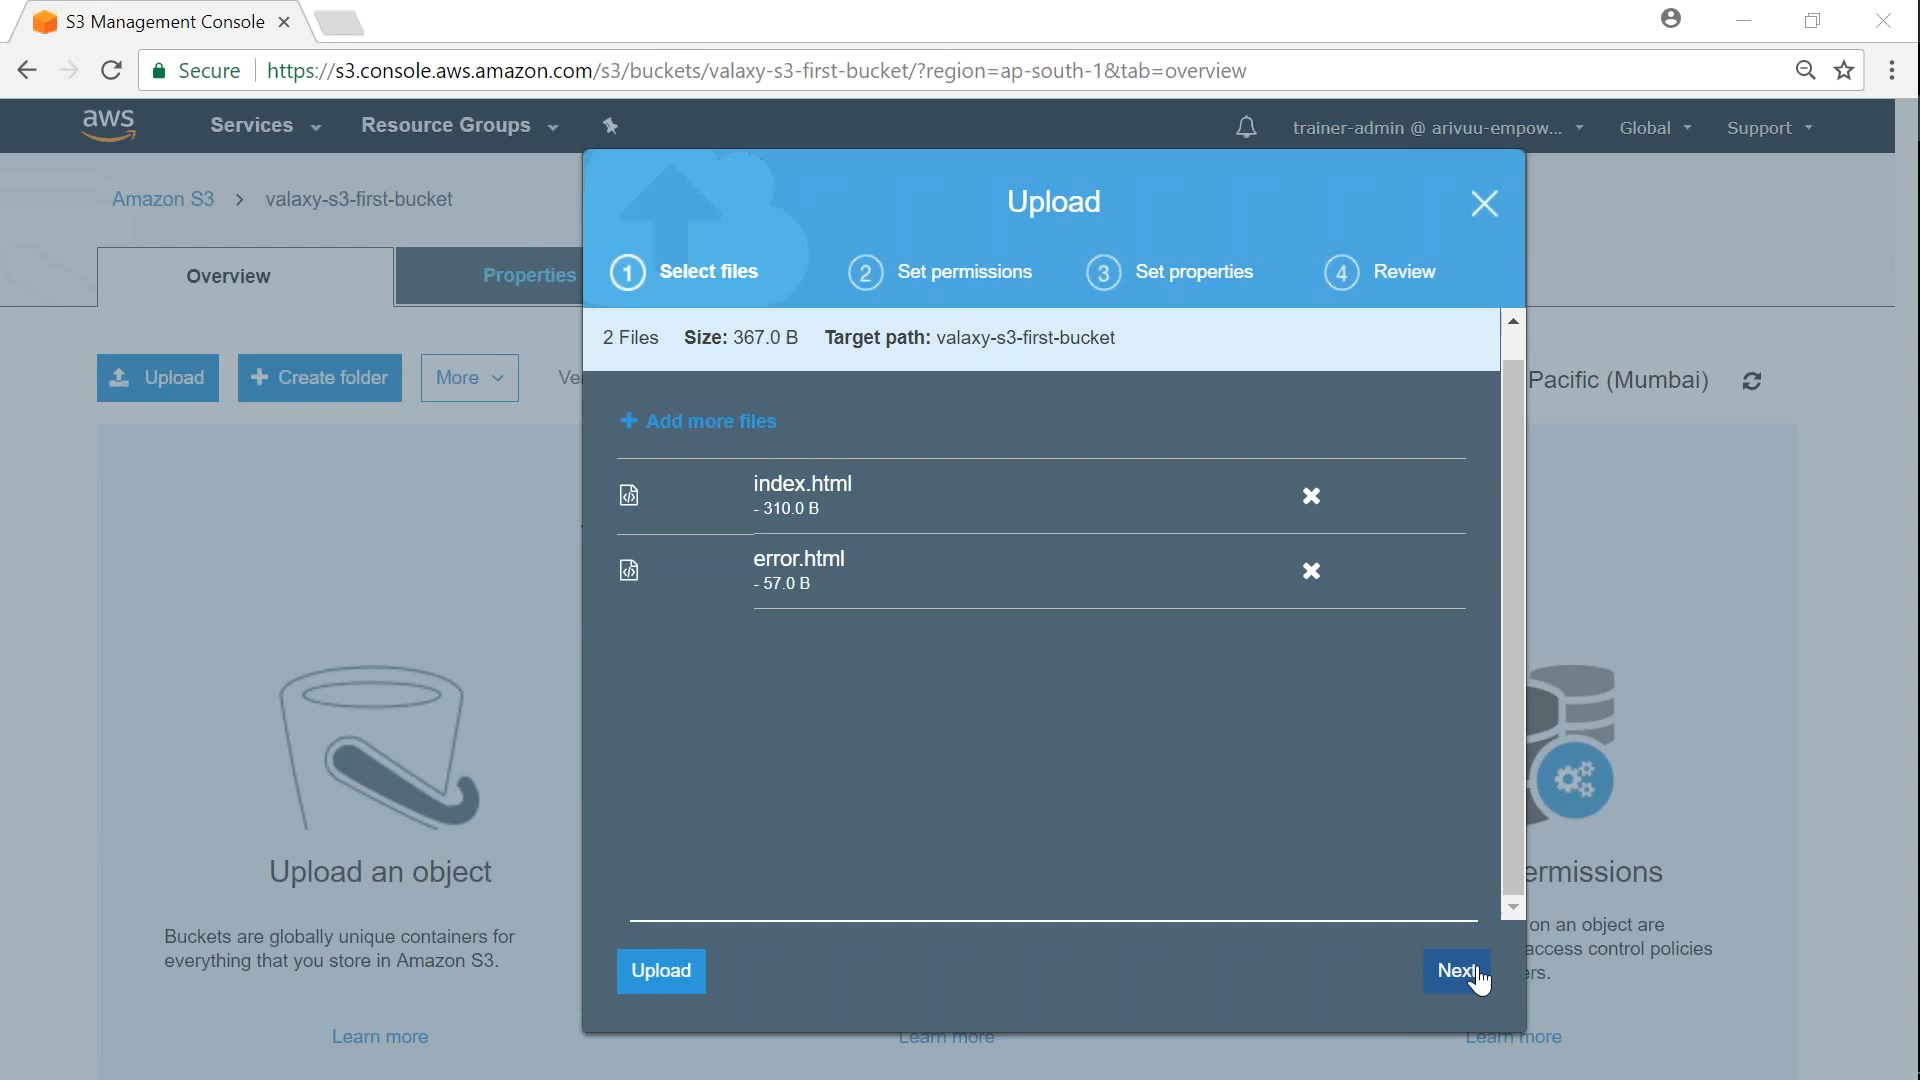 S3 Management Console
Secure
https://s3.console.aws.amazon.com/s3/buckets/valaxy-s3-first-bucket/?region=ap-south-1&tab=overview
aws
Services
Resource Groups
trainer-admin @ arivuu-empow...
Global
Support
Amazon S3 > valaxy-s3-first-bucket
Overview
Properties
Upload
Create folder
More
Pacific (Mumbai)
Upload
1 Select files
2 Set permissions
3 Set properties
4 Review
2 Files Size: 367.0 B Target path: valaxy-s3-first-bucket
+ Add more files
index.html
- 310.0 B
error.html
- 57.0 B
Upload
Next
Upload an object
Buckets are globally unique containers for
everything that you store in Amazon S3.
Learn more
Learn more
ermissions
on an object are
access control policies
ers.
Learn more